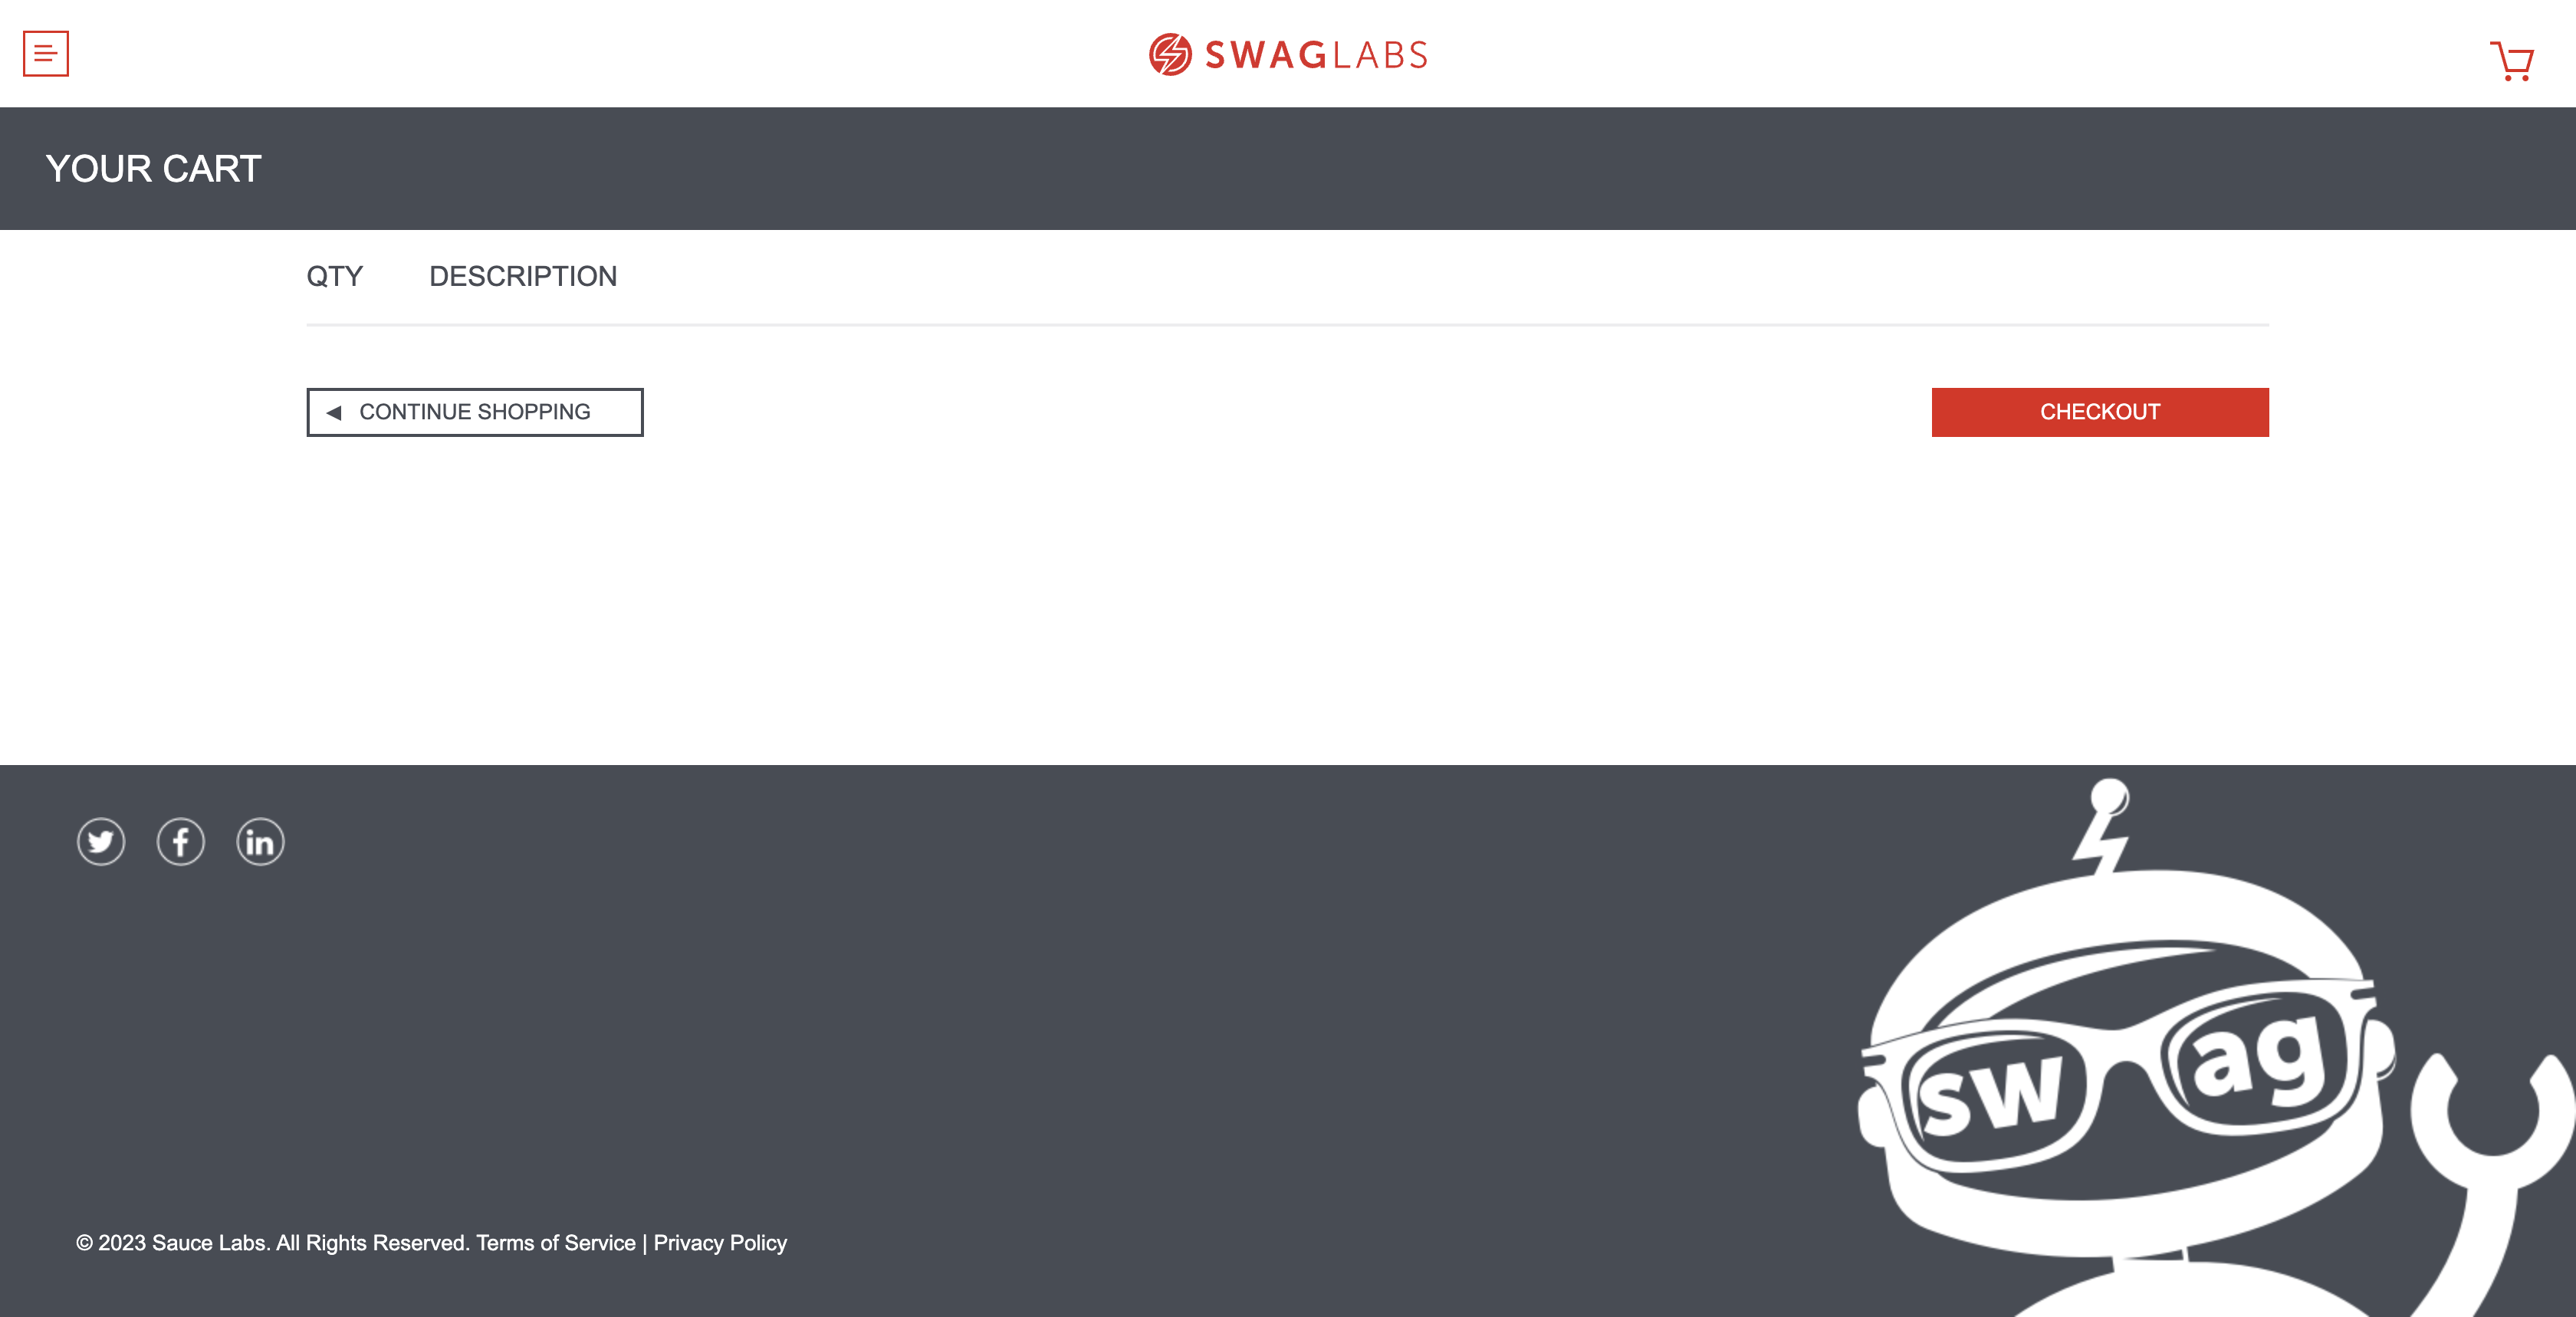 SWAGLABS
YOUR CART
QTY DESCRIPTION
CONTINUE SHOPPING CHECKOUT
in
sw ag
© 2023 Sauce Labs. All Rights Reserved. Terms of Service | Privacy Policy